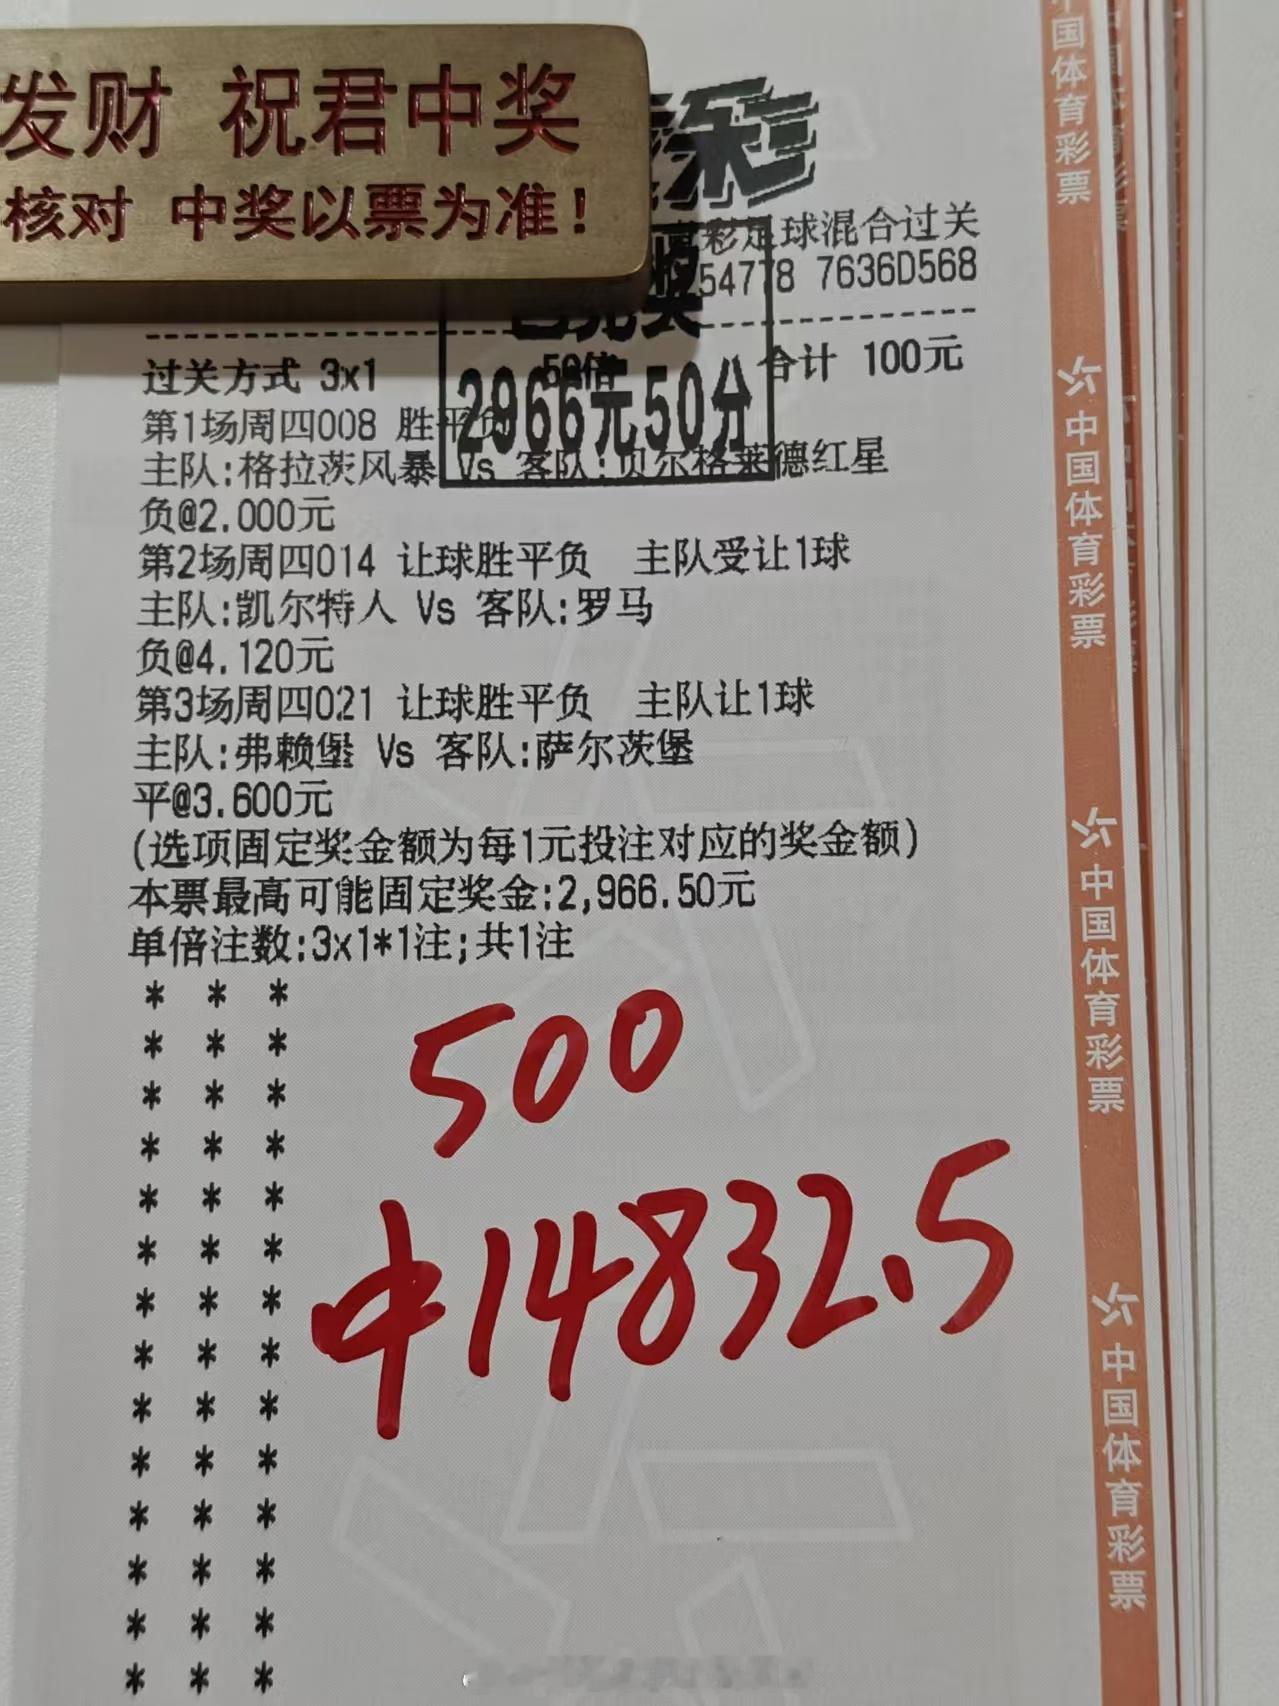 发财 祝君中奖
核对 中奖以票为准!
彩足球混合过关
254778 7636D568
过关方式 3x1 50倍 合计 100元
2966元50分
第1场周四008 胜平负
主队:格拉茨风暴 Vs 客队:贝尔格莱德红星
负@2.000元
第2场周四014 让球胜平负 主队受让1球
主队:凯尔特人 Vs 客队:罗马
负@4.120元
第3场周四021 让球胜平负 主队让1球
主队:弗赖堡 Vs 客队:萨尔茨堡
平@3.600元
(选项固定奖金额为每1元投注对应的奖金额)
本票最高可能固定奖金:2,966.50元
单倍注数:3x1*1注;共1注
* * *
* * *
* * *
* * *
* * *
* * *
* * *
* * *
* * *
* * *
* * *
* * *
* * *
* * *
500
中14832.5
中国体育彩票
中国体育彩票
中国体育彩票
中国体育彩票